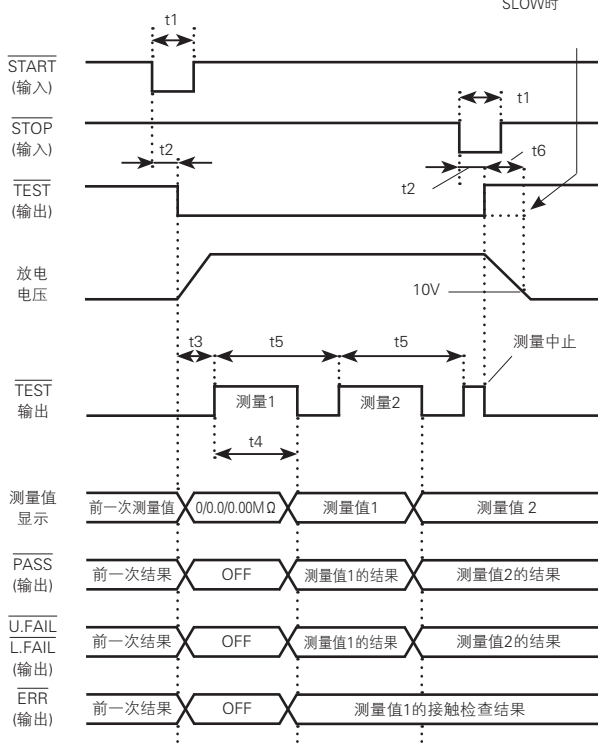 SLOW时
t1
START
(输入)
t1
STOP
(输入)
t2
t6
t2
TEST
(输出)
放电
电压
10V
测量中止
t3
t5
t5
TEST
输出
测量1
测量2
t4
测量值
显示
前一次测量值
0/0.0/0.00MΩ
测量值1
测量值 2
PASS
(输出)
前一次结果
OFF
测量值1的结果
测量值2的结果
U.FAIL
L.FAIL
(输出)
前一次结果
OFF
测量值1的结果
测量值2的结果
ERR
(输出)
前一次结果
OFF
测量值1的接触检查结果